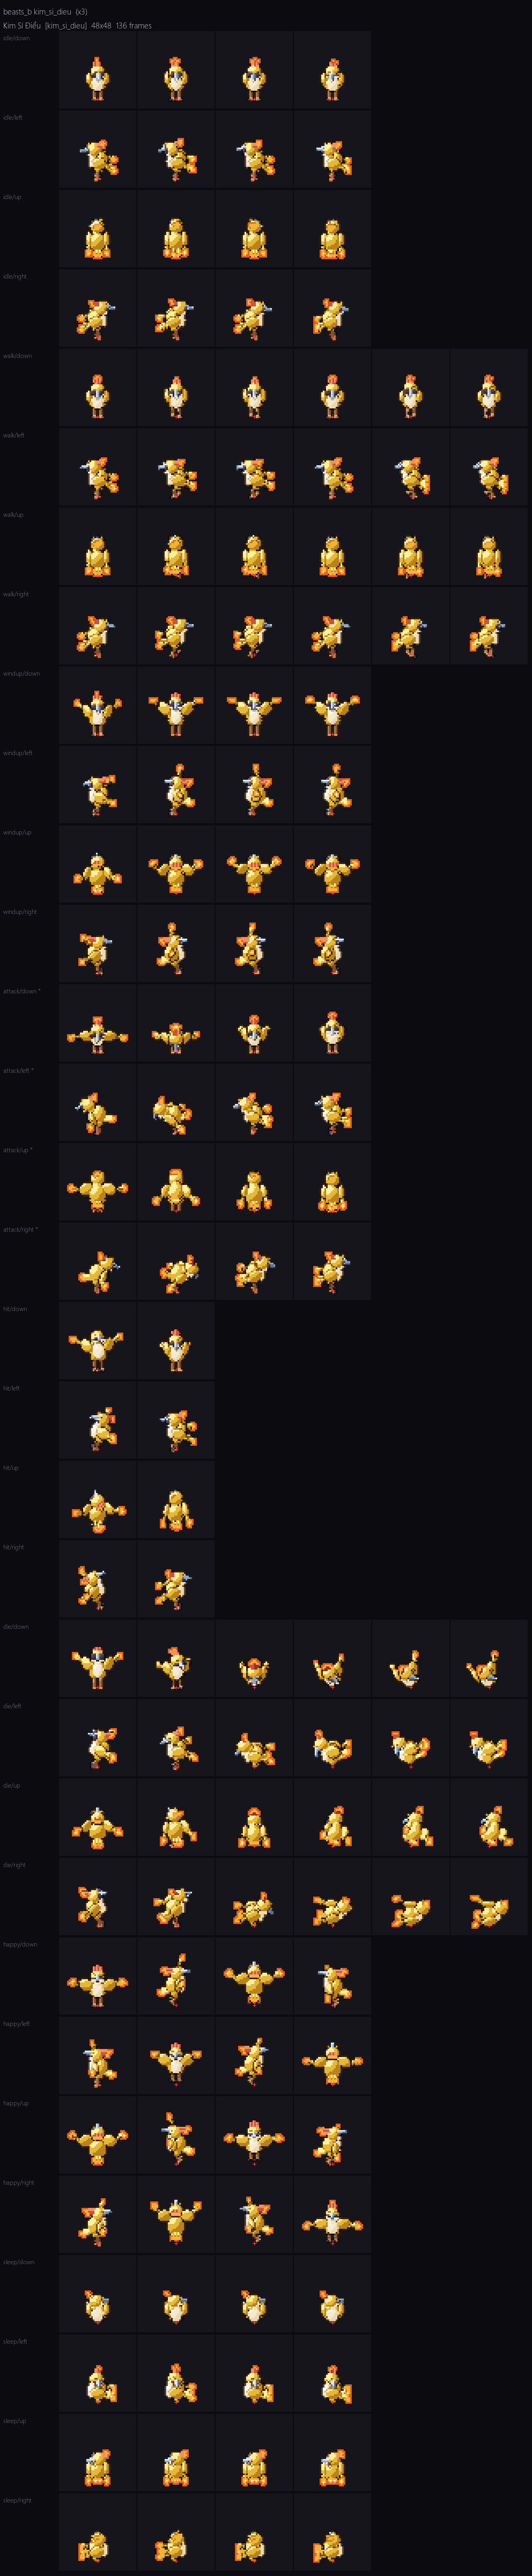 beasts_b kim_si_dieu (x3)
Kim Sí Điểu [kim_si_dieu] 48x48 136 frames
idle/down
idle/left
idle/up
idle/right
walk/down
walk/left
walk/up
walk/right
windup/down
windup/left
windup/up
windup/right
attack/down *
attack/left *
attack/up *
attack/right *
hit/down
hit/left
hit/up
hit/right
die/down
die/left
die/up
die/right
happy/down
happy/left
happy/up
happy/right
sleep/down
sleep/left
sleep/up
sleep/right